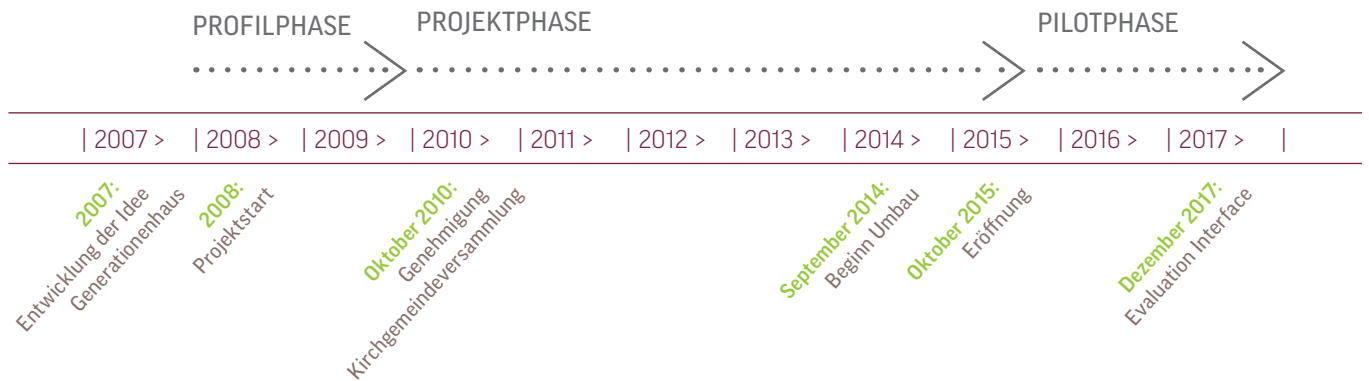 PROFILPHASE
PROJEKTPHASE
PILOTPHASE
| 2007 > | 2008 > | 2009 > | 2010 > | 2011 > | 2012 > | 2013 > | 2014 > | 2015 > | 2016 > | 2017 > |
2007:
Entwicklung der Idee
Generationenhaus
2008:
Projektstart
Oktober 2010:
Genehmigung
Kirchgemeindeversammlung
September 2014:
Beginn Umbau
Oktober 2015:
Eröffnung
Dezember 2017:
Evaluation Interface